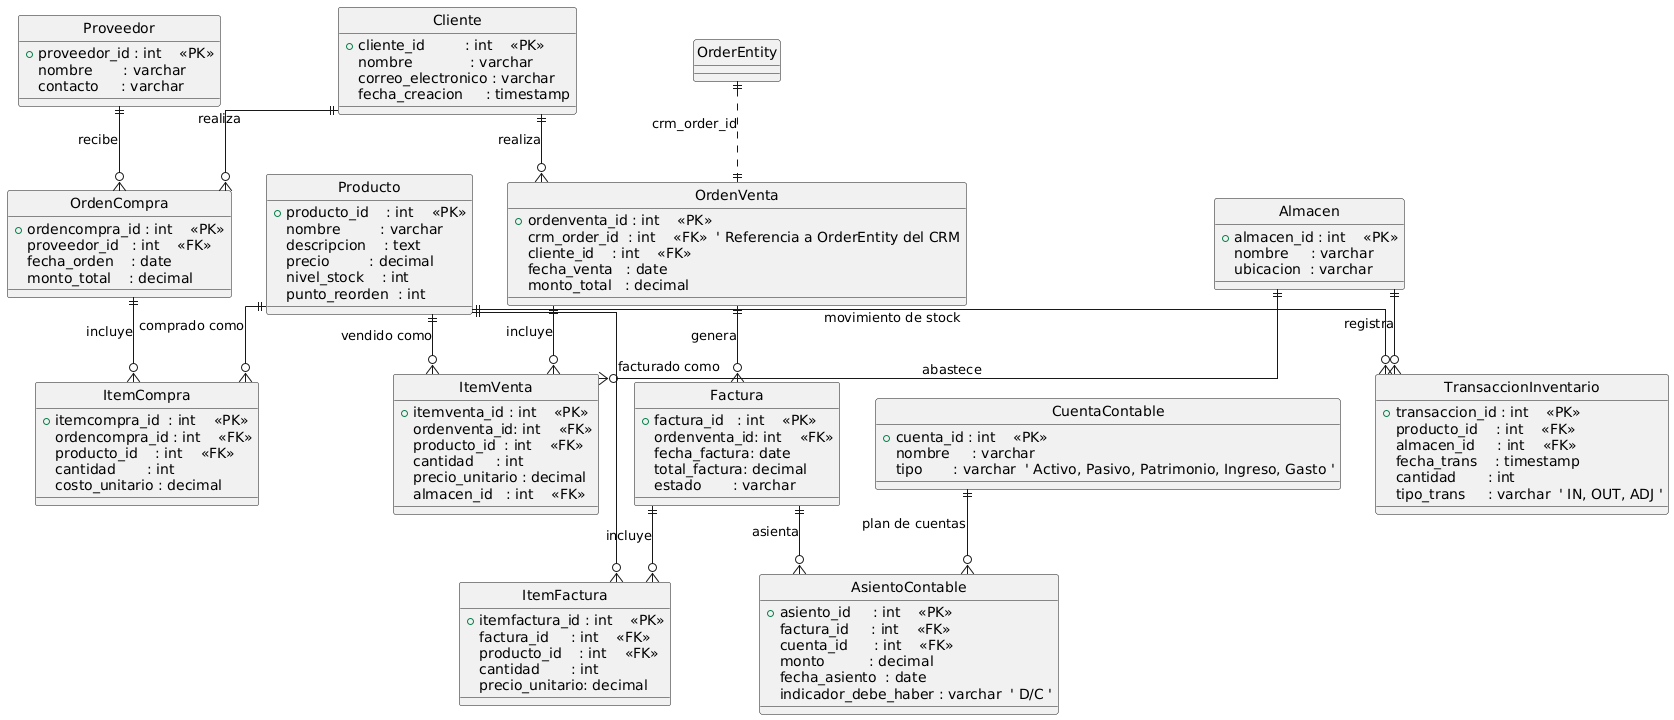 Proveedor
proveedor_id : int «PK»
nombre : varchar
contacto : varchar
Cliente
cliente_id : int «PK»
nombre : varchar
correo_electronico : varchar
fecha_creacion : timestamp
OrderEntity
recibe
realiza
realiza
crm_order_id
OrdenCompra
ordencompra_id : int «PK»
proveedor_id : int «FK»
fecha_orden : date
monto_total : decimal
Producto
producto_id : int «PK»
nombre : varchar
descripcion : text
precio : decimal
nivel_stock : int
punto_reorden : int
OrdenVenta
ordenventa_id : int «PK»
crm_order_id : int «FK» ' Referencia a OrderEntity del CRM
cliente_id : int «FK»
fecha_venta : date
monto_total : decimal
Almacen
almacen_id : int «PK»
nombre : varchar
ubicacion : varchar
incluye
comprado como
vendido como
incluye
genera
movimiento de stock
registra
facturado como
abastece
ItemCompra
itemcompra_id : int «PK»
ordencompra_id : int «FK»
producto_id : int «FK»
cantidad : int
costo_unitario : decimal
ItemVenta
itemventa_id : int «PK»
ordenventa_id: int «FK»
producto_id : int «FK»
cantidad : int
precio_unitario : decimal
almacen_id : int «FK»
Factura
factura_id : int «PK»
ordenventa_id: int «FK»
fecha_factura: date
total_factura: decimal
estado : varchar
CuentaContable
cuenta_id : int «PK»
nombre : varchar
tipo : varchar ' Activo, Pasivo, Patrimonio, Ingreso, Gasto '
TransaccionInventario
transaccion_id : int «PK»
producto_id : int «FK»
almacen_id : int «FK»
fecha_trans : timestamp
cantidad : int
tipo_trans : varchar ' IN, OUT, ADJ '
incluye
asienta
plan de cuentas
ItemFactura
itemfactura_id : int «PK»
factura_id : int «FK»
producto_id : int «FK»
cantidad : int
precio_unitario: decimal
AsientoContable
asiento_id : int «PK»
factura_id : int «FK»
cuenta_id : int «FK»
monto : decimal
fecha_asiento : date
indicador_debe_haber : varchar ' D/C '